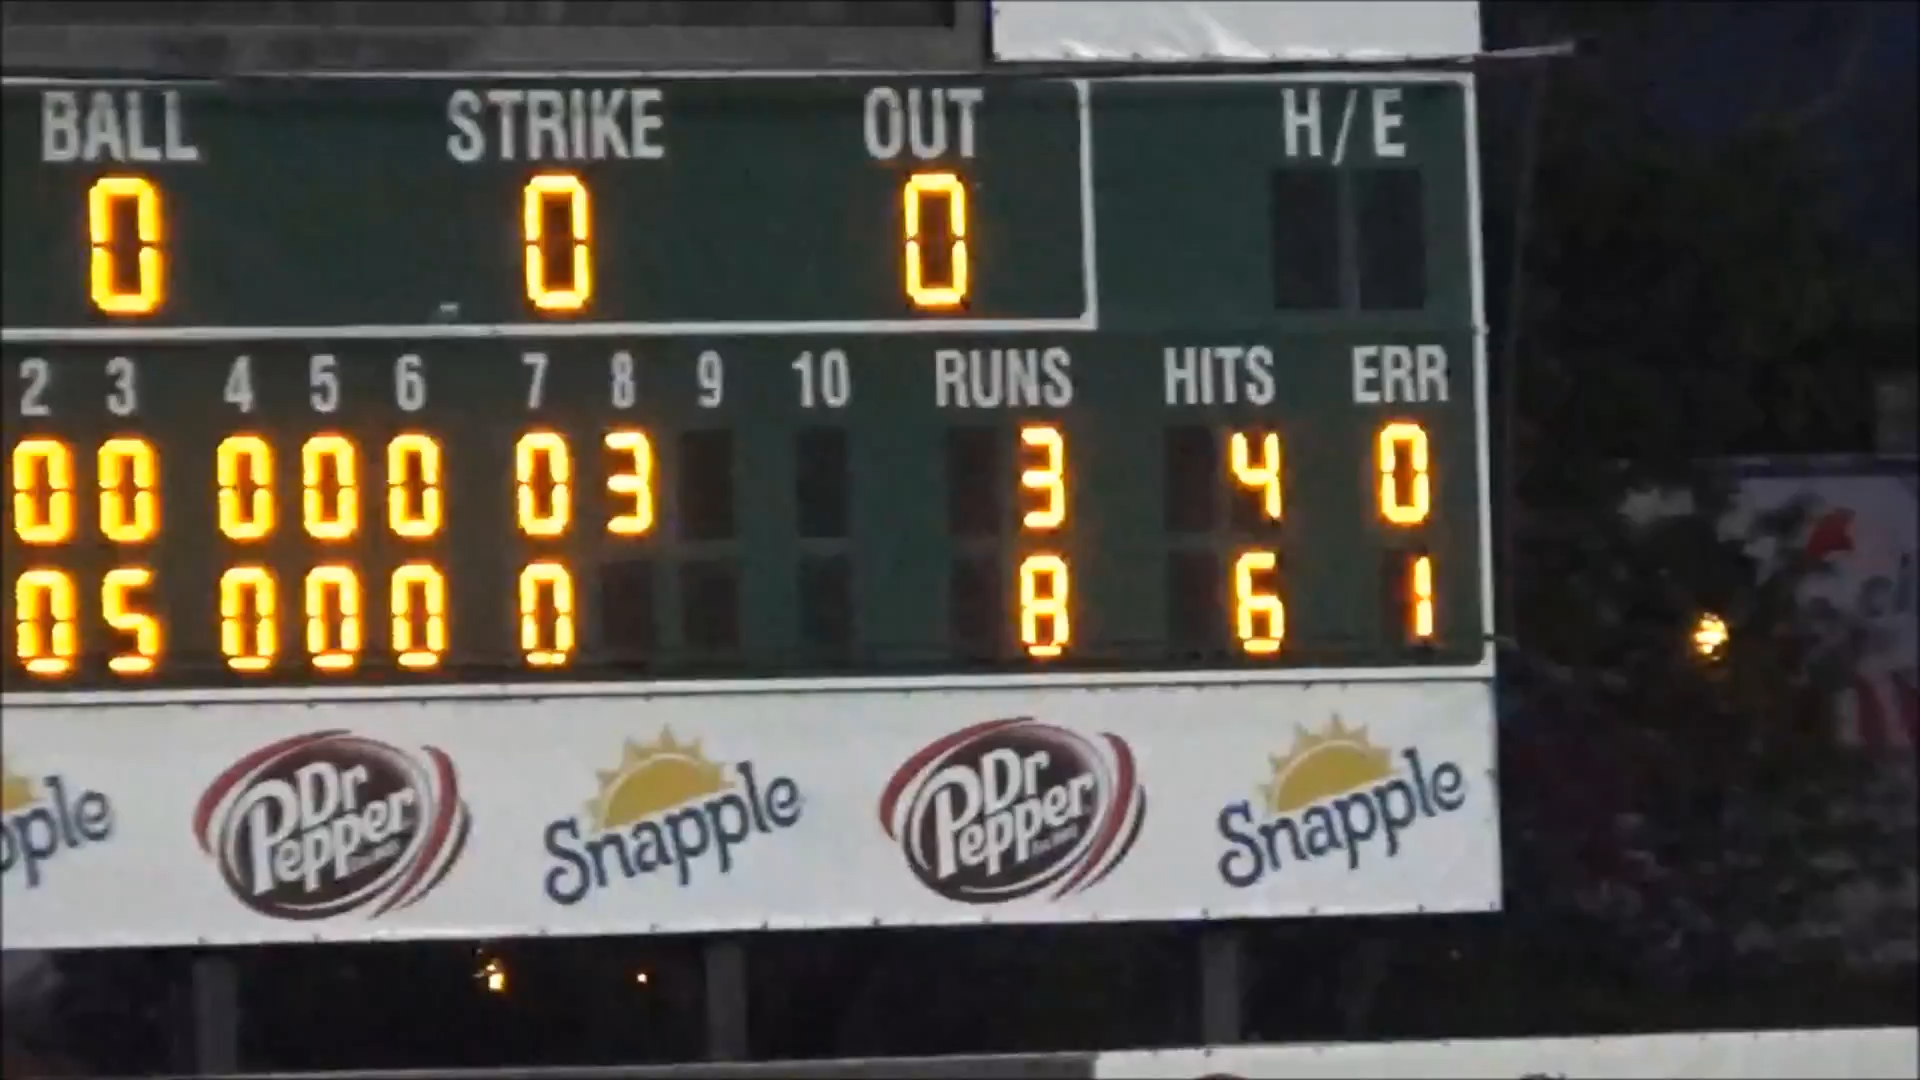 BALL STRIKE OUT H/E
0 0 0
2 3 4 5 6 7 8 9 10 RUNS HITS ERR
0 0 0 0 0 0 3 3 4 0
0 5 0 0 0 0 8 6 1
pple Dr Pepper Snapple Dr Pepper Snapple